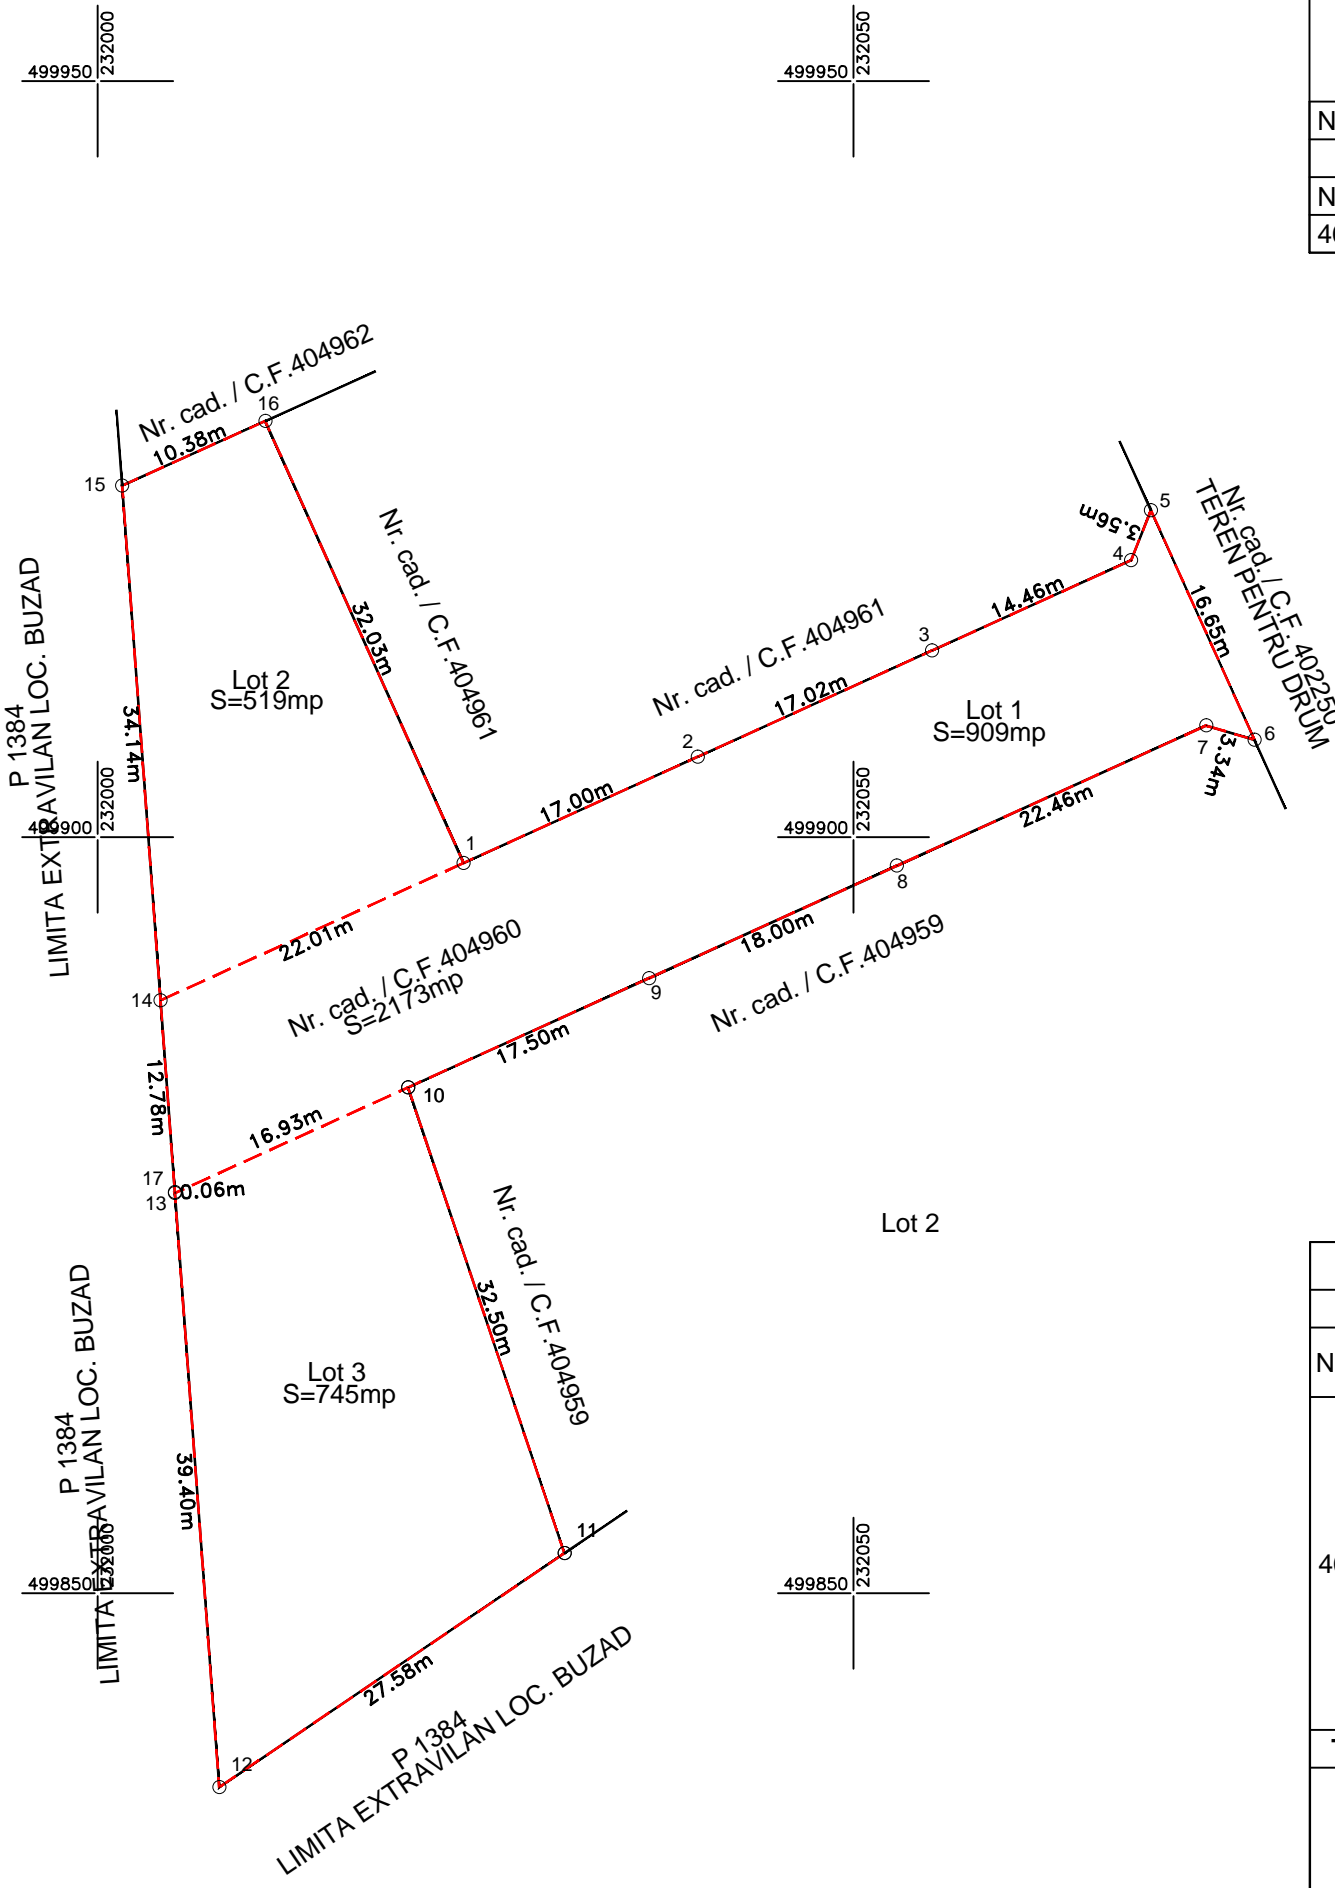 499950
232000
499950
232050
N
N
40
Nr. cad. / C.F.404962
16
10.38m
15
Nr. cad. / C.F.404961
32.03m
Lot 2
S=519mp
P 1384
LIMITA EXTRAVILAN LOC. BUZAD
34.14m
5
3.56m
4
Nr. cad. / C.F. 402250
TEREN PENTRU DRUM
16.65m
14.46m
3
Nr. cad. / C.F.404961
17.02m
Lot 1
S=909mp
2
7
6
3.34m
17.00m
22.46m
499900
232000
499900
232050
1
8
22.01m
18.00m
Nr. cad. / C.F.404959
Nr. cad. / C.F.404960
S=2173mp
14
9
17.50m
12.78m
10
16.93m
17
13
0.06m
Nr. cad. / C.F.404959
32.50m
Lot 2
P 1384
LIMITA EXTRAVILAN LOC. BUZAD
Lot 3
S=745mp
N
39.40m
11
499850
232000
499850
232050
40
27.58m
12
P 1384
LIMITA EXTRAVILAN LOC. BUZAD